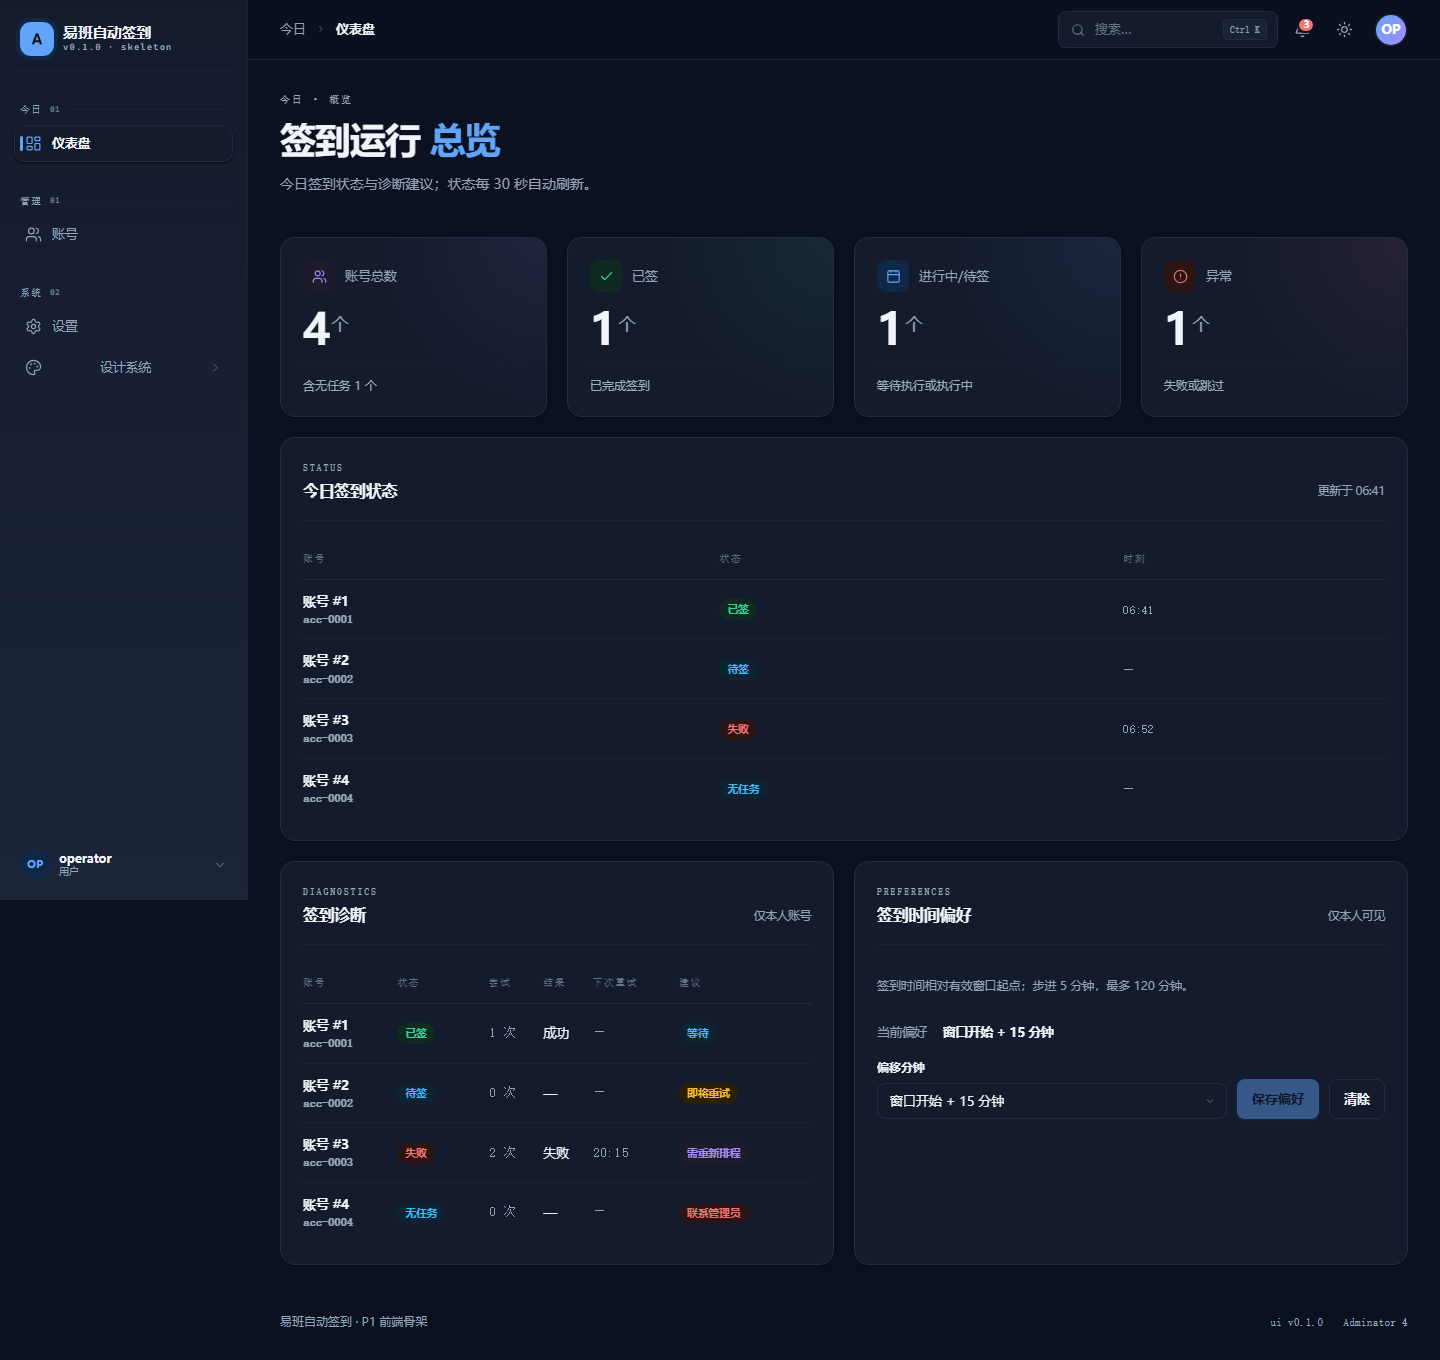 A
易班自动签到
v0.1.0 · skeleton
今日 01
仪表盘
管理 01
账号
系统 02
设置
设计系统
OP
operator
用户
今日 > 仪表盘
搜索... Ctrl K
3
OP
今日 • 概览
签到运行 总览
今日签到状态与诊断建议；状态每 30 秒自动刷新。
账号总数
4个
含无任务 1 个
已签
1个
已完成签到
进行中/待签
1个
等待执行或执行中
异常
1个
失败或跳过
STATUS
今日签到状态
更新于 06:41
账号 状态 时刻
账号 #1
acc-0001
已签
06:41
账号 #2
acc-0002
待签
—
账号 #3
acc-0003
失败
06:52
账号 #4
acc-0004
无任务
—
DIAGNOSTICS
签到诊断
仅本人账号
账号 状态 尝试 结果 下次重试 建议
账号 #1
acc-0001
已签 1 次 成功 — 等待
账号 #2
acc-0002
待签 0 次 — — 即将重试
账号 #3
acc-0003
失败 2 次 失败 20:15 需重新排程
账号 #4
acc-0004
无任务 0 次 — — 联系管理员
PREFERENCES
签到时间偏好
仅本人可见
签到时间相对有效窗口起点；步进 5 分钟，最多 120 分钟。
当前偏好 窗口开始 + 15 分钟
偏移分钟
窗口开始 + 15 分钟
保存偏好
清除
易班自动签到 · P1 前端骨架
ui v0.1.0 Adminator 4